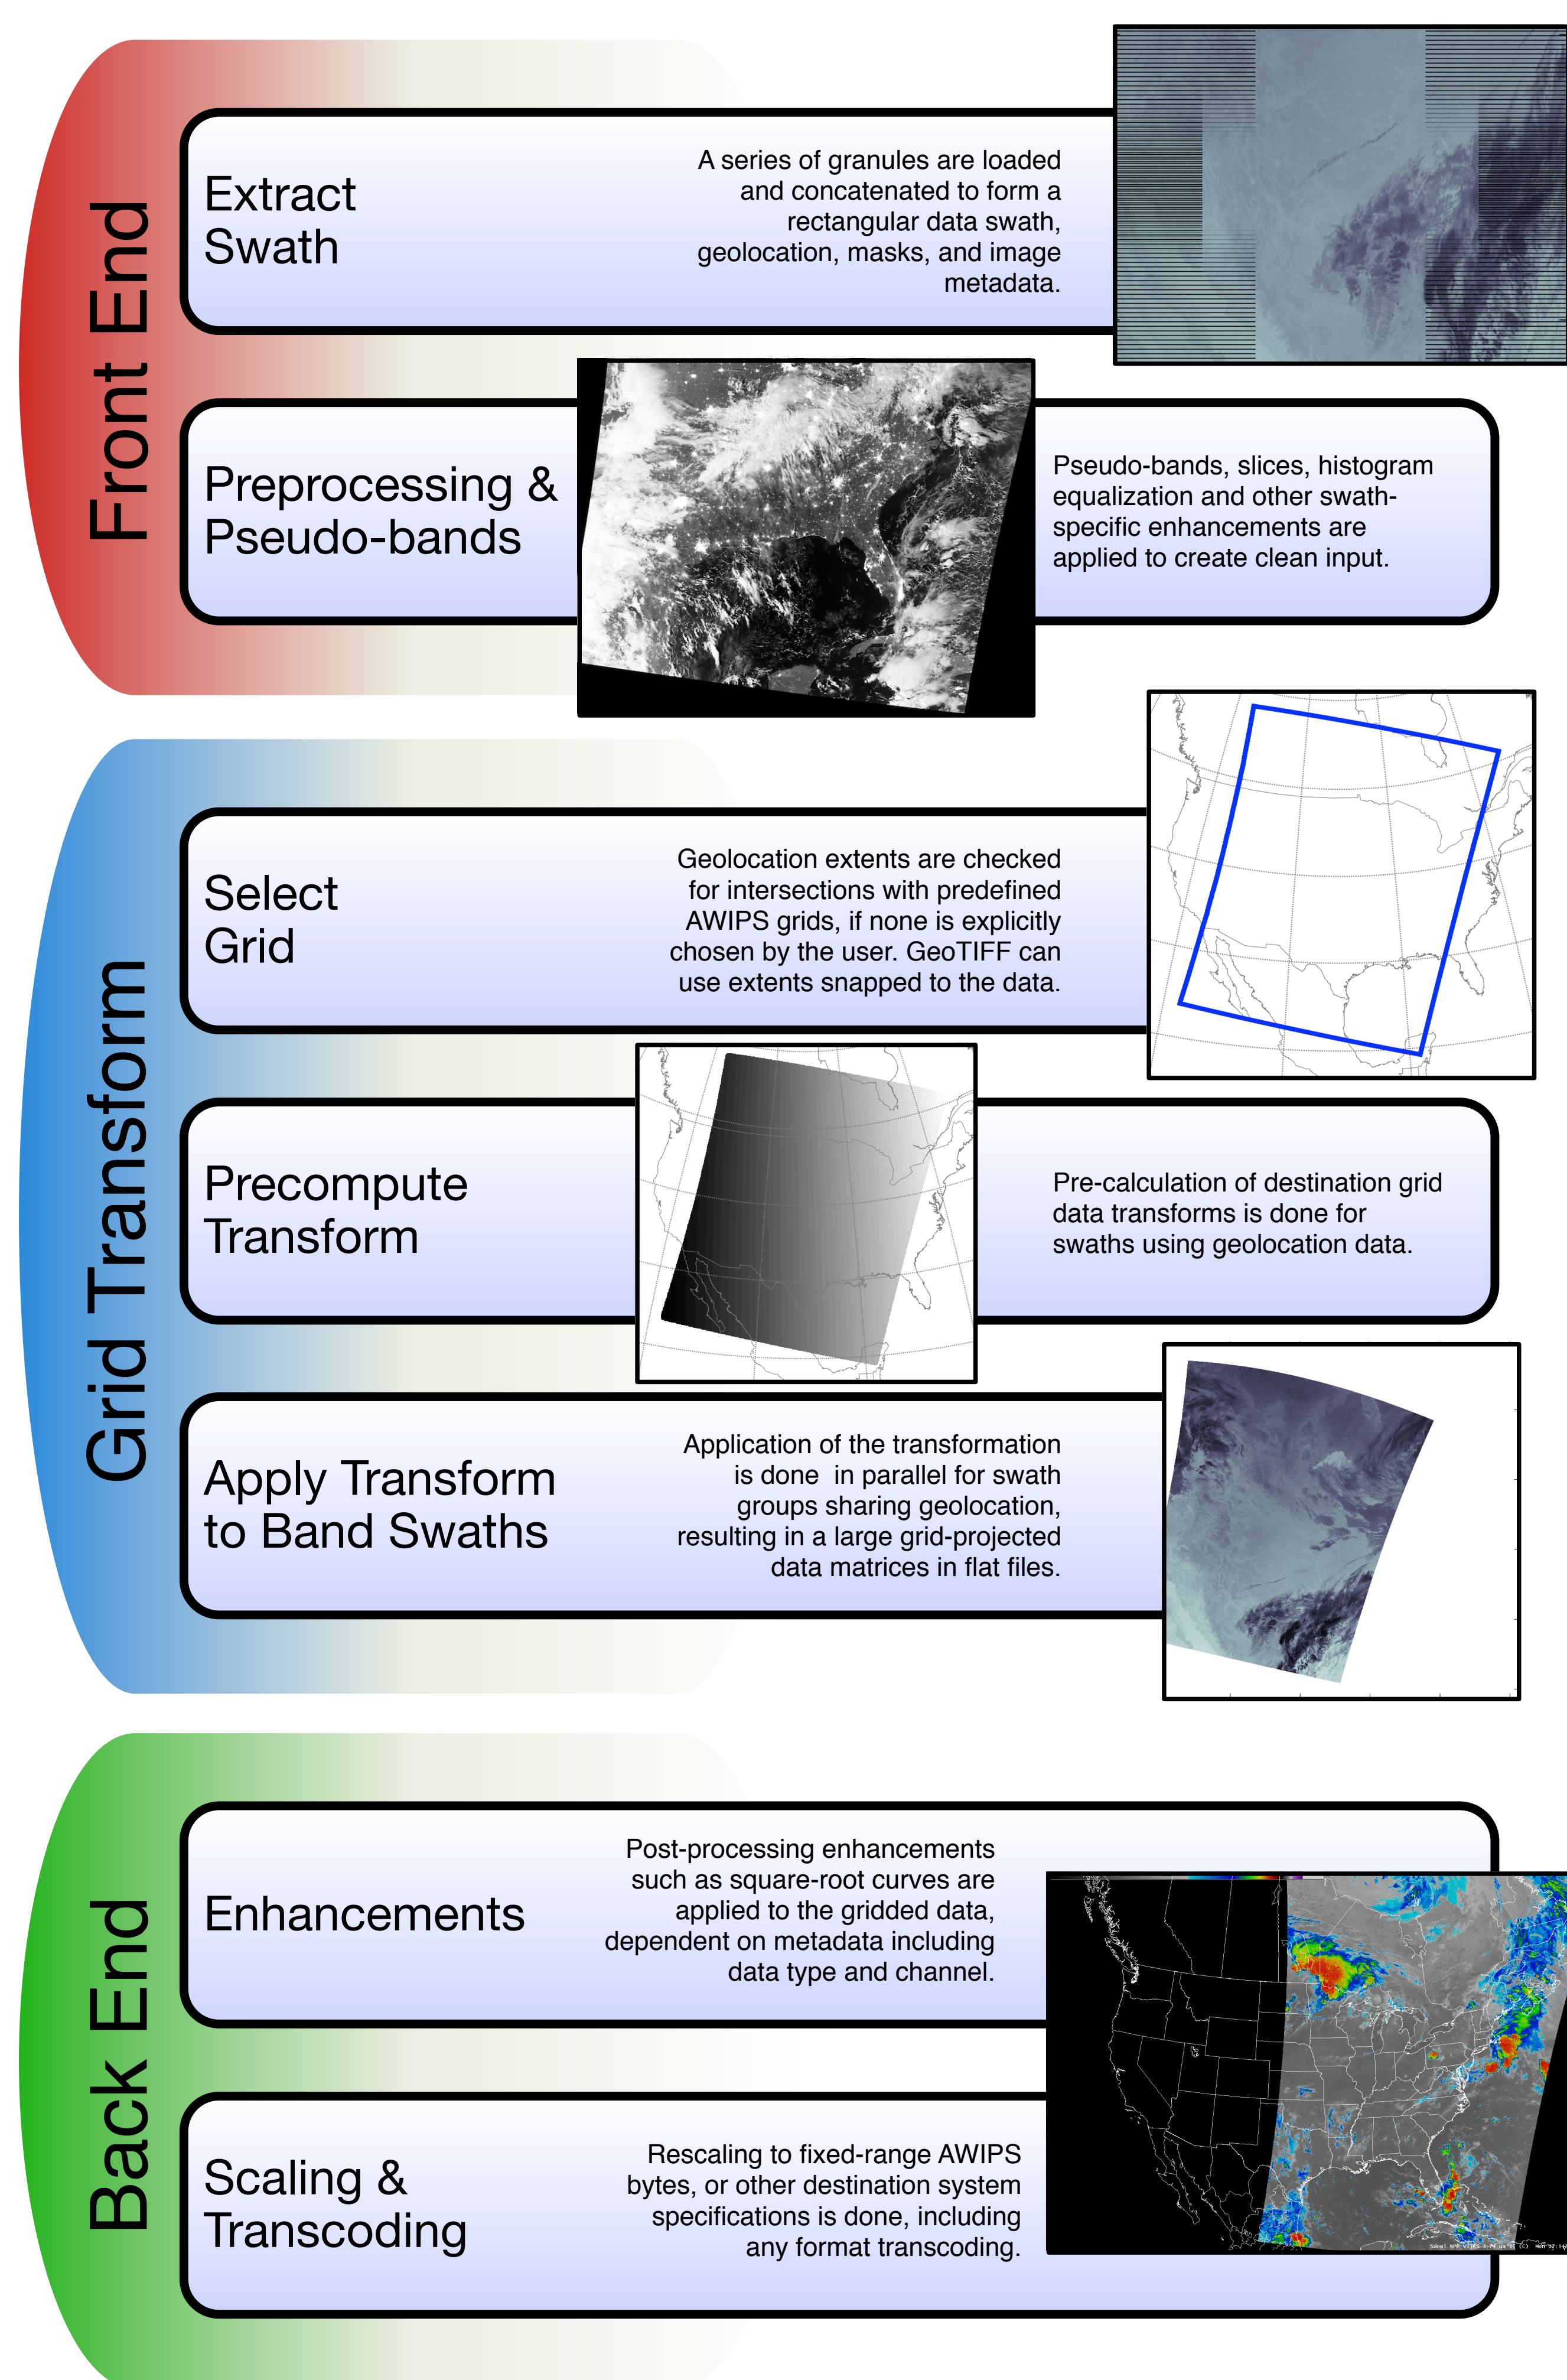 Front End
Extract
Swath
A series of granules are loaded
and concatenated to form a
rectangular data swath,
geolocation, masks, and image
metadata.
Preprocessing &
Pseudo-bands
Pseudo-bands, slices, histogram
equalization and other swath-
specific enhancements are
applied to create clean input.
Grid Transform
Select
Grid
Geolocation extents are checked
for intersections with predefined
AWIPS grids, if none is explicitly
chosen by the user. GeoTIFF can
use extents snapped to the data.
Precompute
Transform
Pre-calculation of destination grid
data transforms is done for
swaths using geolocation data.
Apply Transform
to Band Swaths
Application of the transformation
is done  in parallel for swath
groups sharing geolocation,
resulting in a large grid-projected
data matrices in flat files.
Back End
Enhancements
Post-processing enhancements
such as square-root curves are
applied to the gridded data,
dependent on metadata including
data type and channel.
Scaling &
Transcoding
Rescaling to fixed-range AWIPS
bytes, or other destination system
specifications is done, including
any format transcoding.